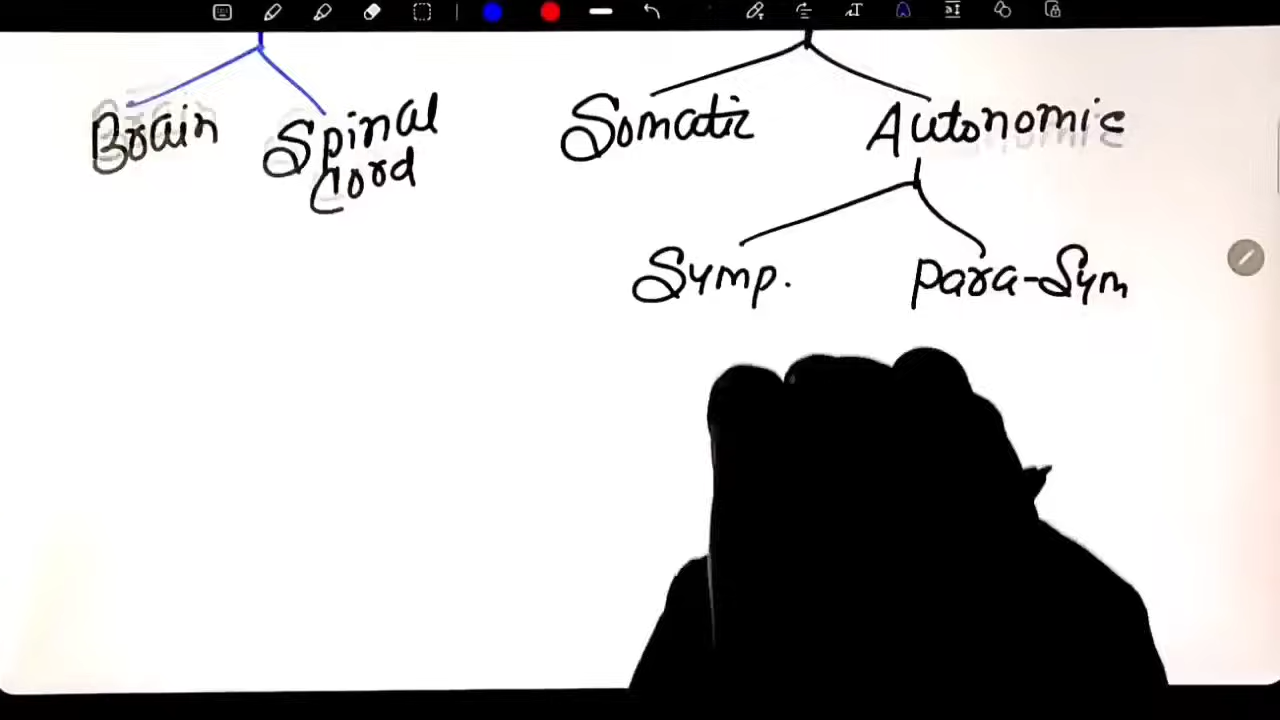 Brain
Spinal
Cord
Somatic
Autonomic
Symp.
Para-Sym